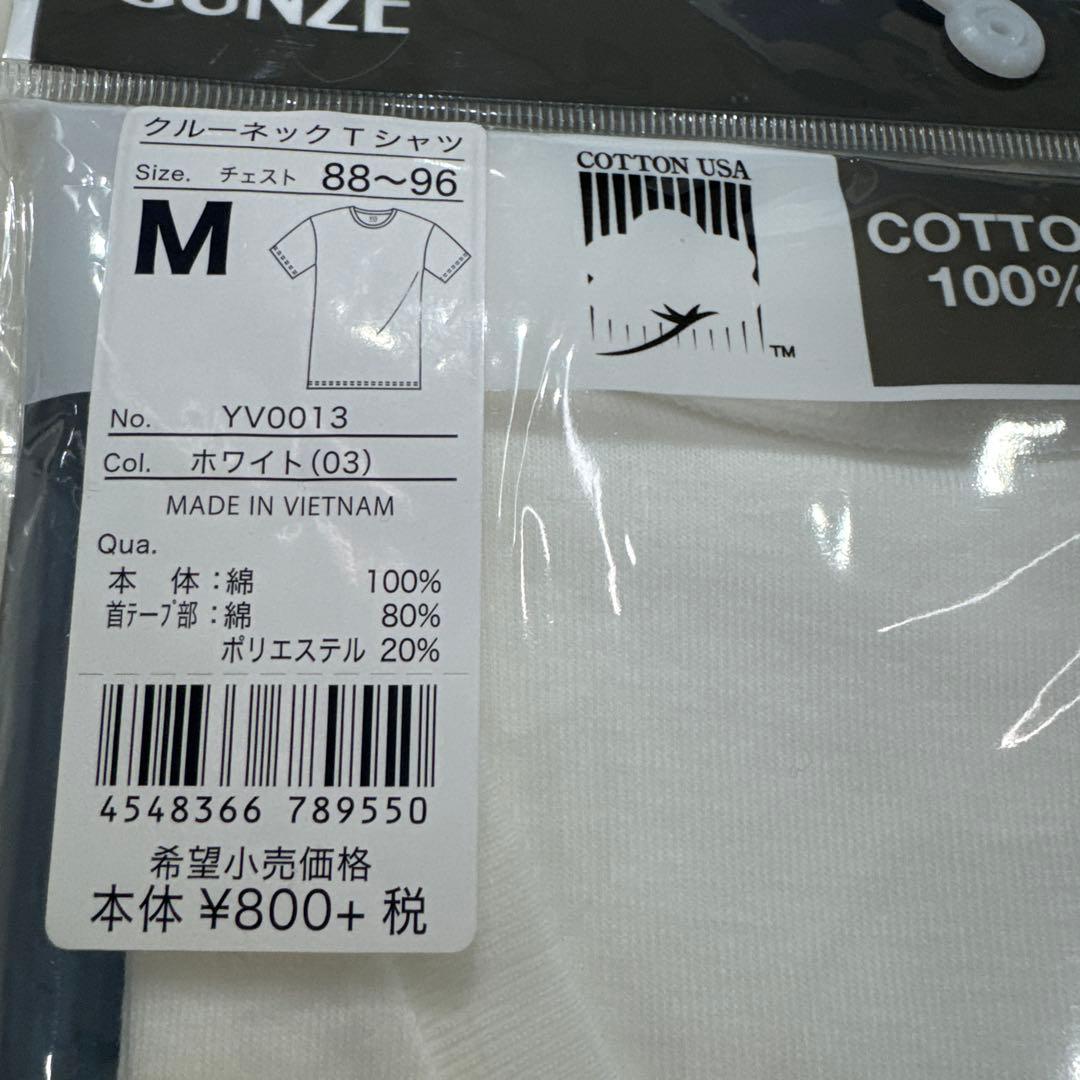 GUNZE
クルーネックTシャツ
Size. チェスト 88〜96
M
No. YV0013
Col. ホワイト(03)
MADE IN VIETNAM
Qua.
本 体:綿 100%
首テープ部:綿 80%
ポリエステル 20%
4548366 789550
希望小売価格
本体 ¥800+ 税
COTTON USA
TM
COTTO
100%